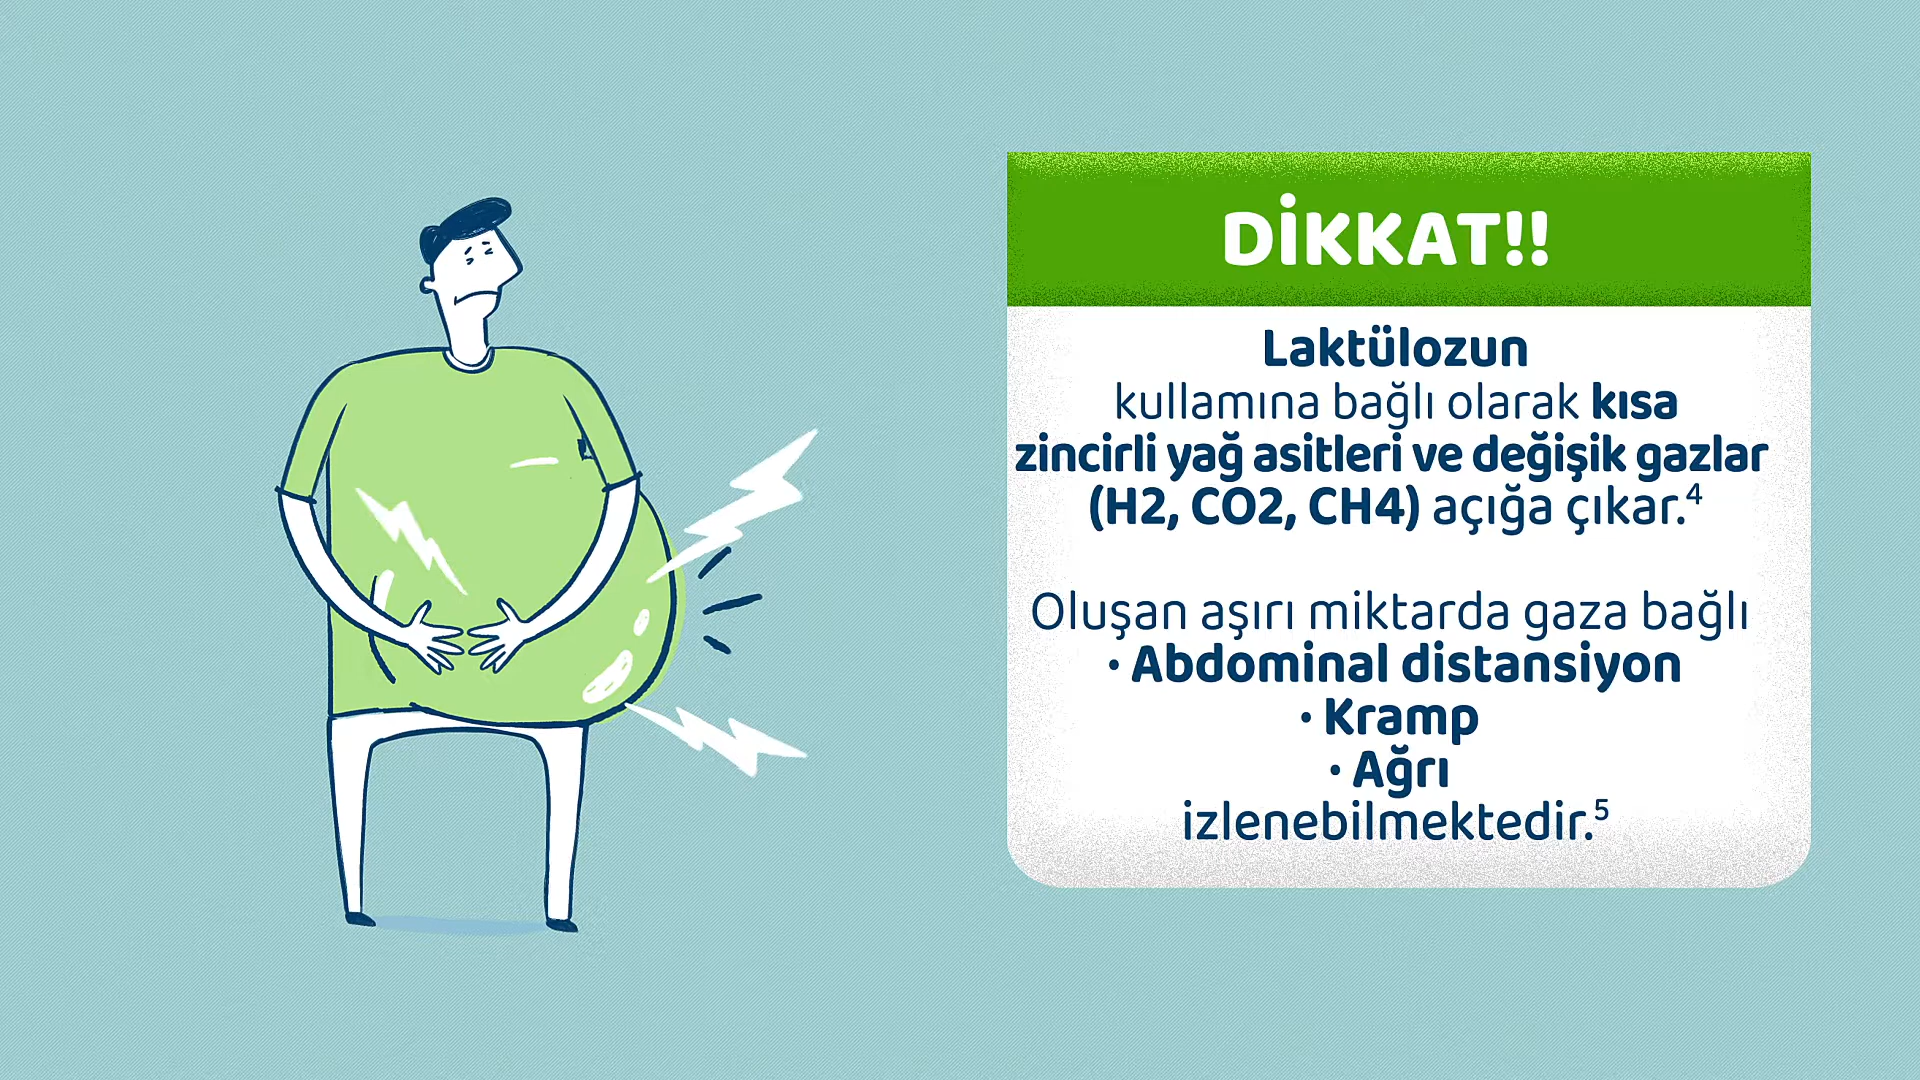 DİKKAT!!
Laktülozun
kullamına bağlı olarak kısa
zincirli yağ asitleri ve değişik gazlar
(H2, CO2, CH4) açığa çıkar.⁴
Oluşan aşırı miktarda gaza bağlı
• Abdominal distansiyon
• Kramp
• Ağrı
izlenebilmektedir.⁵